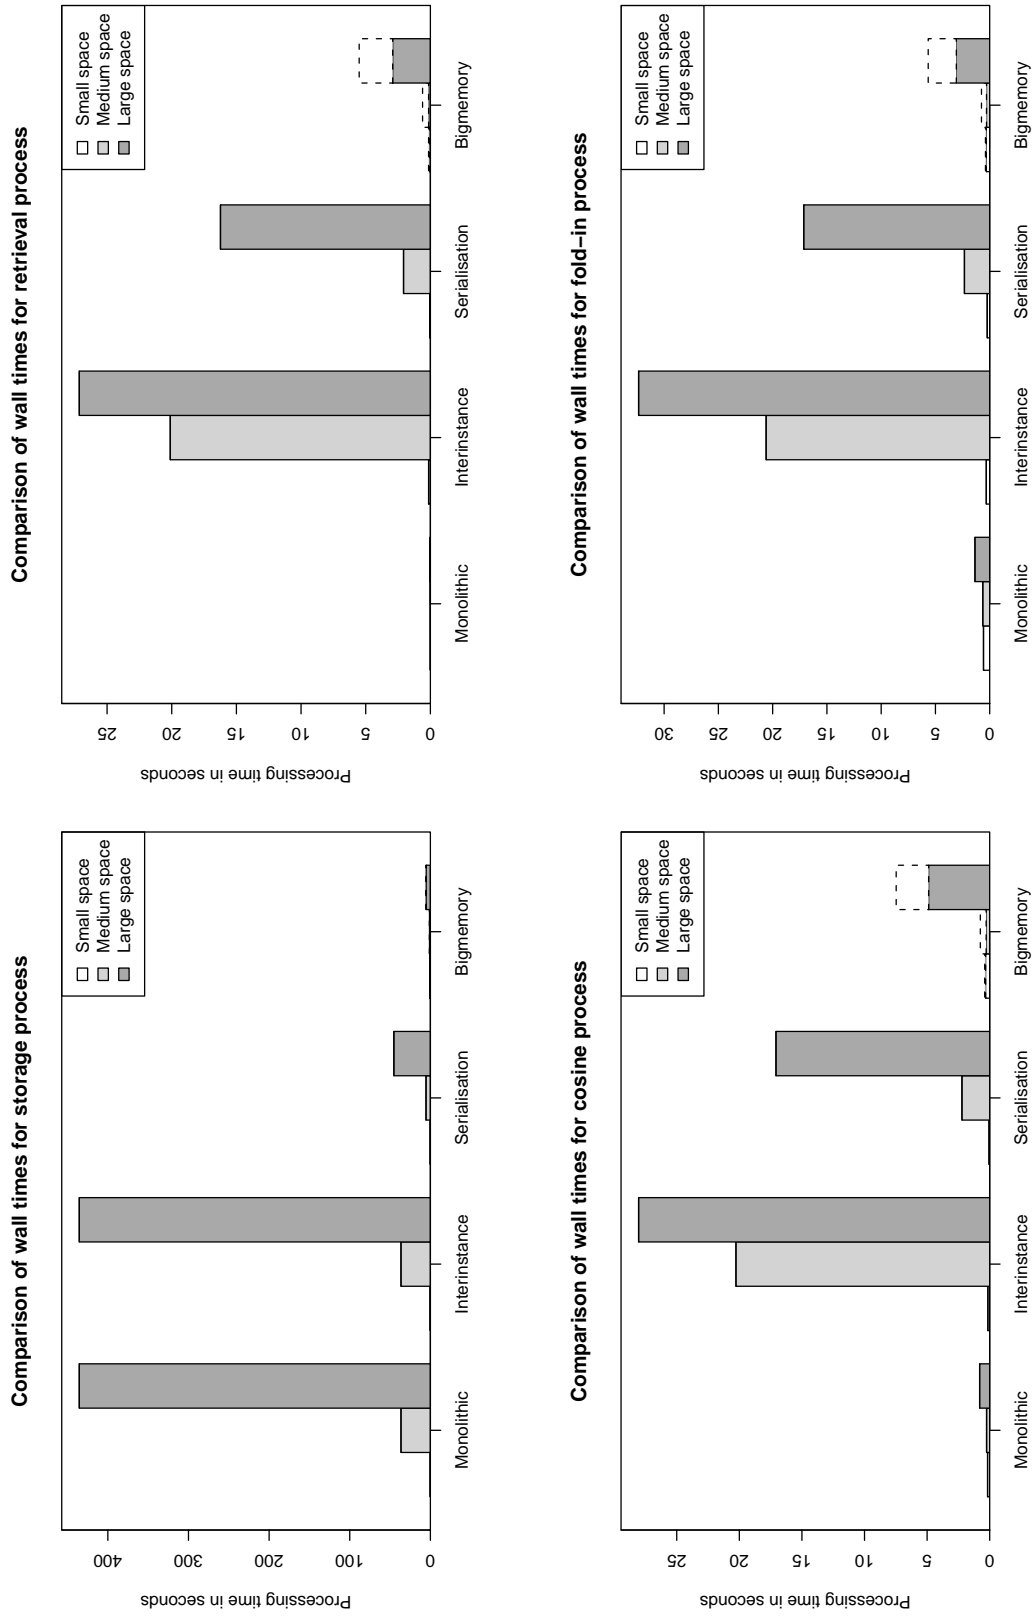 Comparison of wall times for storage process
Processing time in seconds
0
100
200
300
400
Monolithic
Interinstance
Serialisation
Bigmemory
Small space
Medium space
Large space
Comparison of wall times for retrieval process
Processing time in seconds
0
5
10
15
20
25
Monolithic
Interinstance
Serialisation
Bigmemory
Small space
Medium space
Large space
Comparison of wall times for cosine process
Processing time in seconds
0
5
10
15
20
25
Monolithic
Interinstance
Serialisation
Bigmemory
Small space
Medium space
Large space
Comparison of wall times for fold−in process
Processing time in seconds
0
5
10
15
20
25
30
Monolithic
Interinstance
Serialisation
Bigmemory
Small space
Medium space
Large space